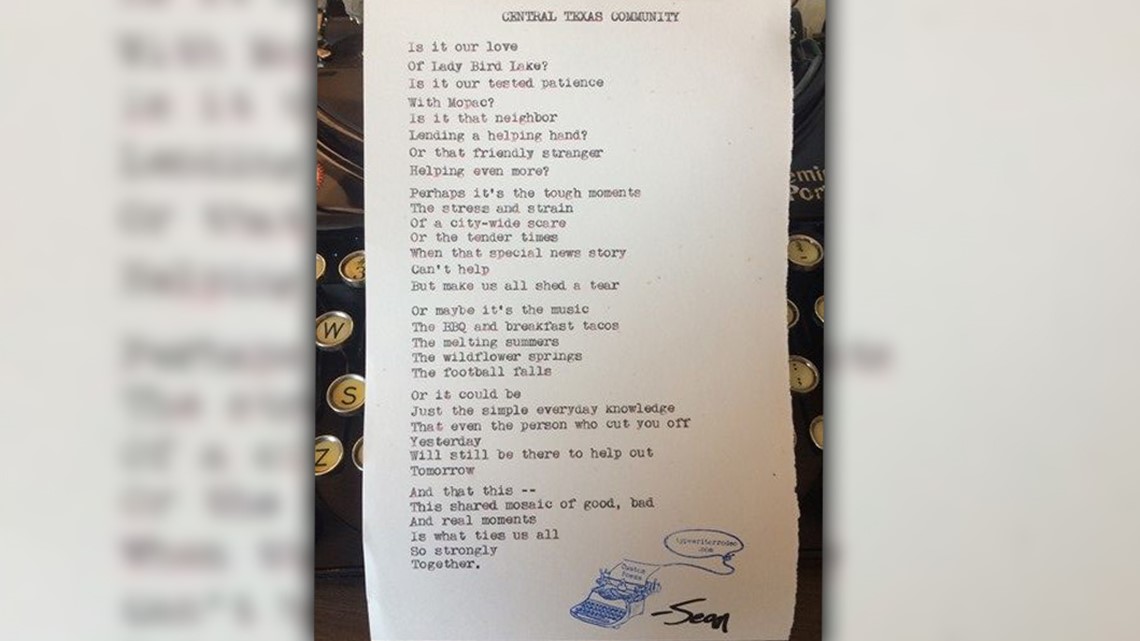 CENTRAL TEXAS COMMUNITY
Is it our love
Of Lady Bird Lake?
Is it our tested patience
With Mopac?
Is it that neighbor
Lending a helping hand?
Or that friendly stranger
Helping even more?
Perhaps it's the tough moments
The stress and strain
Of a city-wide scare
Or the tender times
When that special news story
Can't help
But make us all shed a tear
Or maybe it's the music
The BBQ and breakfast tacos
The melting summers
The wildflower springs
The football falls
Or it could be
Just the simple everyday knowledge
That even the person who cut you off
Yesterday
Will still be there to help out
Tomorrow
And that this --
This shared mosaic of good, bad
And real moments
Is what ties us all
So strongly
Together.
typewriterrodeo
.com
Custom
Poems
-Sean
3
W
S
Z